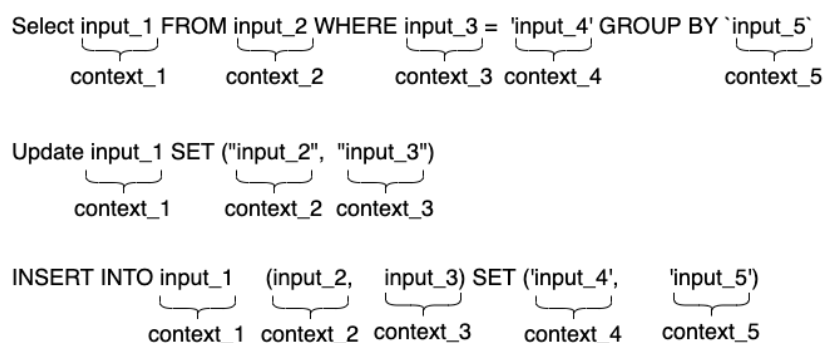 Select input_1 FROM input_2 WHERE input_3 = 'input_4' GROUP BY `input_5`
context_1 context_2 context_3 context_4 context_5
Update input_1 SET ("input_2", "input_3")
context_1 context_2 context_3
INSERT INTO input_1 (input_2, input_3) SET ('input_4', 'input_5')
context_1 context_2 context_3 context_4 context_5